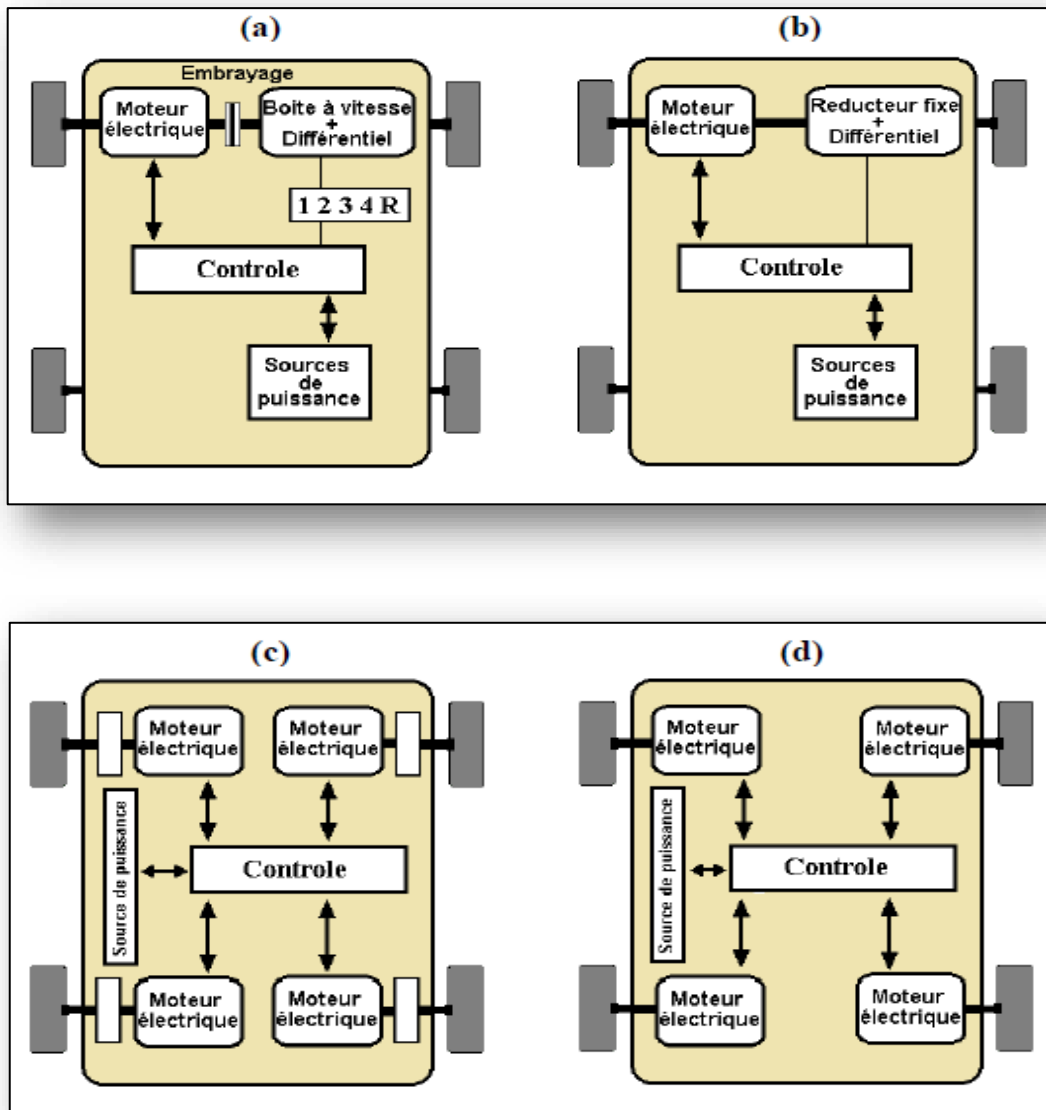 (a)
Embrayage
Moteur
électrique
Boite à vitesse
+
Différentiel
1 2 3 4 R
Controle
Sources
de
puissance
(b)
Moteur
électrique
Reducteur fixe
+
Différentiel
Controle
Sources
de
puissance
(c)
Moteur
électrique
Moteur
électrique
Source de puissance
Controle
Moteur
électrique
Moteur
électrique
(d)
Moteur
électrique
Moteur
électrique
Source de puissance
Controle
Moteur
électrique
Moteur
électrique